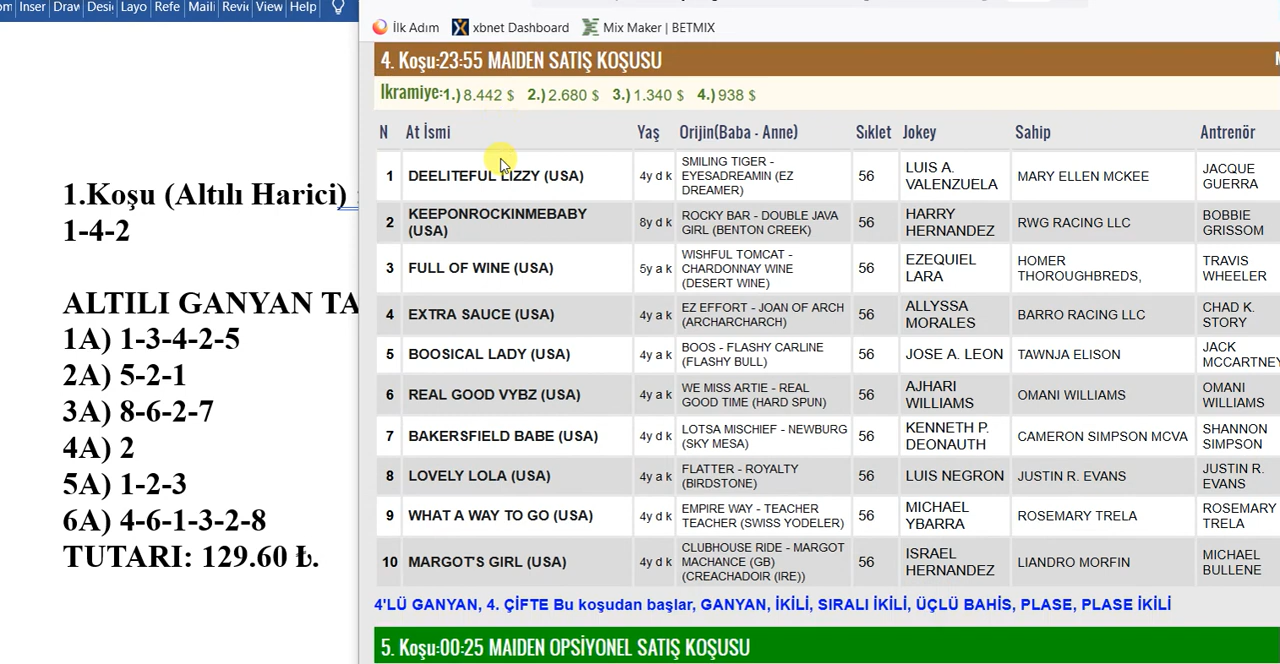 Inser Draw Desi Layo Refe Maili Revie View Help
1.Koşu (Altılı Harici)
1-4-2
ALTILI GANYAN TA
1A) 1-3-4-2-5
2A) 5-2-1
3A) 8-6-2-7
4A) 2
5A) 1-2-3
6A) 4-6-1-3-2-8
TUTARI: 129.60 ₺.
İlk Adım xbnet Dashboard Mix Maker | BETMIX
4. Koşu:23:55 MAIDEN SATIŞ KOŞUSU
Ikramiye:1.) 8.442 $ 2.) 2.680 $ 3.) 1.340 $ 4.) 938 $
N At İsmi Yaş Orijin(Baba - Anne) Sıklet Jokey Sahip Antrenör
1 DEELITEFUL LIZZY (USA) 4y d k SMILING TIGER - EYESADREAMIN (EZ DREAMER) 56 LUIS A. VALENZUELA MARY ELLEN MCKEE JACQUE GUERRA
2 KEEPONROCKINMEBABY (USA) 8y d k ROCKY BAR - DOUBLE JAVA GIRL (BENTON CREEK) 56 HARRY HERNANDEZ RWG RACING LLC BOBBIE GRISSOM
3 FULL OF WINE (USA) 5y a k WISHFUL TOMCAT - CHARDONNAY WINE (DESERT WINE) 56 EZEQUIEL LARA HOMER THOROUGHBREDS, TRAVIS WHEELER
4 EXTRA SAUCE (USA) 4y a k EZ EFFORT - JOAN OF ARCH (ARCHARCHARCH) 56 ALLYSSA MORALES BARRO RACING LLC CHAD K. STORY
5 BOOSICAL LADY (USA) 4y a k BOOS - FLASHY CARLINE (FLASHY BULL) 56 JOSE A. LEON TAWNJA ELISON JACK MCCARTNEY
6 REAL GOOD VYBZ (USA) 4y a k WE MISS ARTIE - REAL GOOD TIME (HARD SPUN) 56 AJHARI WILLIAMS OMANI WILLIAMS OMANI WILLIAMS
7 BAKERSFIELD BABE (USA) 4y d k LOTSA MISCHIEF - NEWBURG (SKY MESA) 56 KENNETH P. DEONAUTH CAMERON SIMPSON MCVA SHANNON SIMPSON
8 LOVELY LOLA (USA) 4y a k FLATTER - ROYALTY (BIRDSTONE) 56 LUIS NEGRON JUSTIN R. EVANS JUSTIN R. EVANS
9 WHAT A WAY TO GO (USA) 4y d k EMPIRE WAY - TEACHER TEACHER (SWISS YODELER) 56 MICHAEL YBARRA ROSEMARY TRELA ROSEMARY TRELA
10 MARGOT'S GIRL (USA) 4y d k CLUBHOUSE RIDE - MARGOT MACHANCE (GB) (CREACHADOIR (IRE)) 56 ISRAEL HERNANDEZ LIANDRO MORFIN MICHAEL BULLENE
4'LÜ GANYAN, 4. ÇİFTE Bu koşudan başlar, GANYAN, İKİLİ, SIRALI İKİLİ, ÜÇLÜ BAHİS, PLASE, PLASE İKİLİ
5. Koşu:00:25 MAIDEN OPSİYONEL SATIŞ KOŞUSU